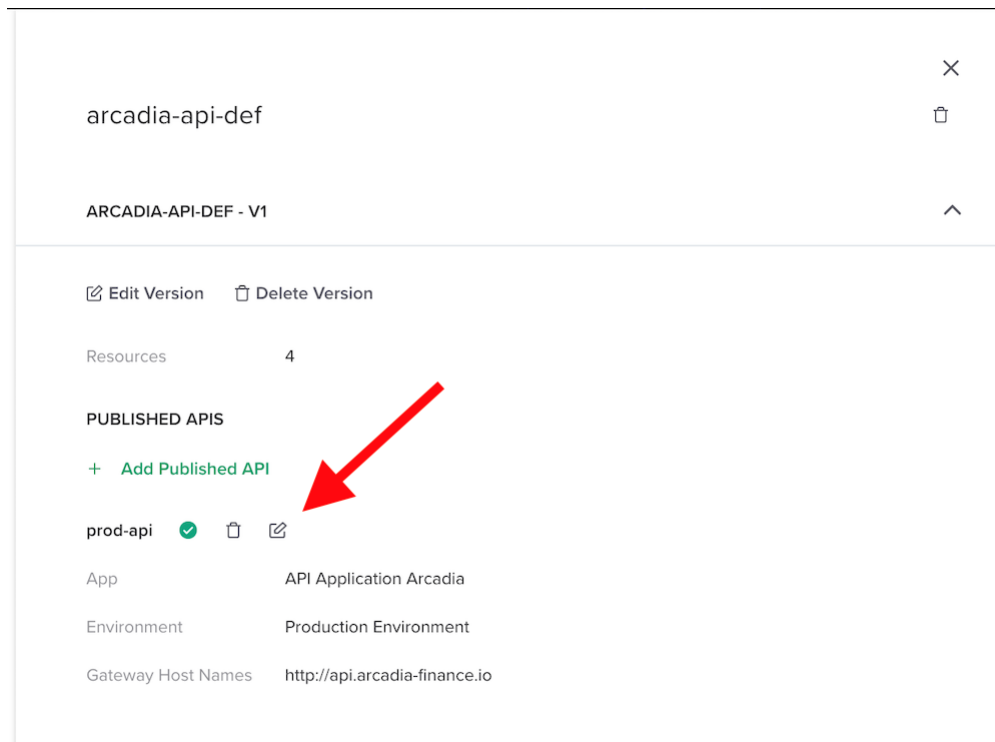 arcadia-api-def
ARCADIA-API-DEF - V1
Edit Version Delete Version
Resources 4
PUBLISHED APIS
+ Add Published API
prod-api
App API Application Arcadia
Environment Production Environment
Gateway Host Names http://api.arcadia-finance.io